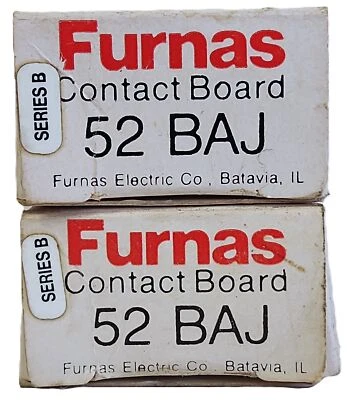 Furnas
SERIES B
Contact Board
52 BAJ
Furnas Electric Co., Batavia, IL
Furnas
SERIES B
Contact Board
52 BAJ
Furnas Electric Co., Batavia, IL